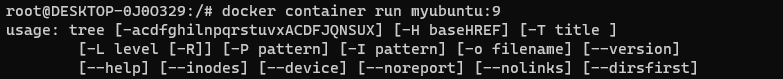 root@DESKTOP-0J0O329:/# docker container run myubuntu:9
usage: tree [-acdfghilnpqrstuvxACDFJQNSUX] [-H baseHREF] [-T title ]
[-L level [-R]] [-P pattern] [-I pattern] [-o filename] [--version]
[--help] [--inodes] [--device] [--noreport] [--nolinks] [--dirsfirst]